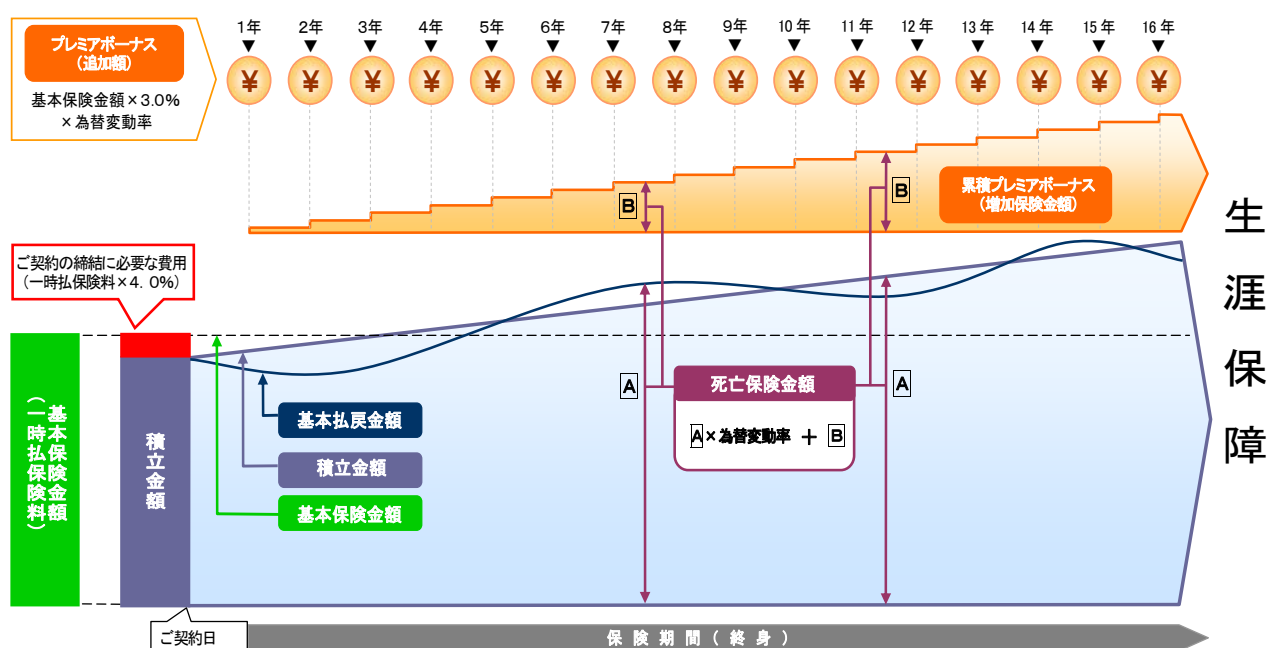 プレミアボーナス
(追加額)
基本保険金額×3.0%
×為替変動率
1年 2年 3年 4年 5年 6年 7年 8年 9年 10年 11年 12年 13年 14年 15年 16年
¥ ¥ ¥ ¥ ¥ ¥ ¥ ¥ ¥ ¥ ¥ ¥ ¥ ¥ ¥ ¥
B
B
累積プレミアボーナス
(増加保険金額)
ご契約の締結に必要な費用
(一時払保険料×4.0%)
基本保険金額
(一時払保険料)
積立金額
基本払戻金額
積立金額
基本保険金額
A
死亡保険金額
A×為替変動率 + B
A
生涯保障
ご契約日
保険期間(終身)